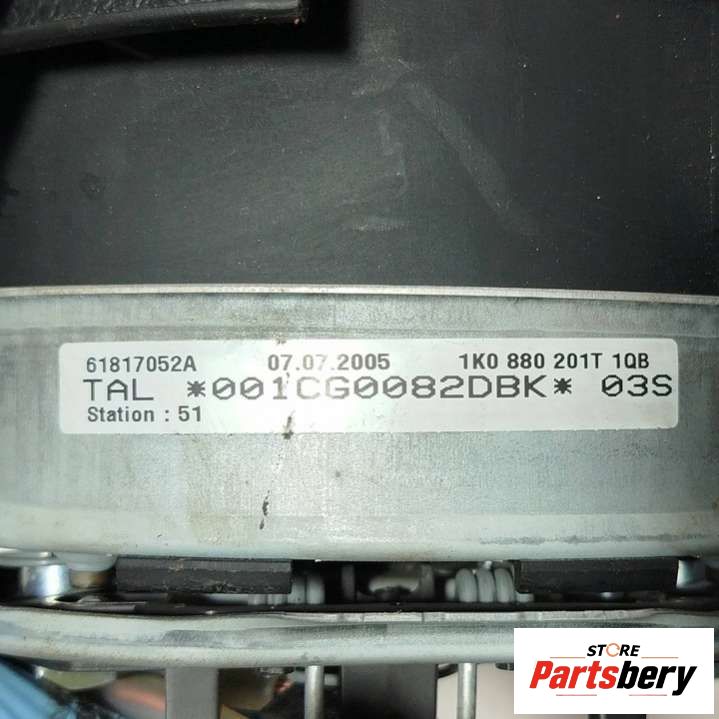 61817052A 07.07.2005 1K0 880 201T 1QB
TAL *001CG0082DBK* 03S
Station : 51
STORE
Partsbery